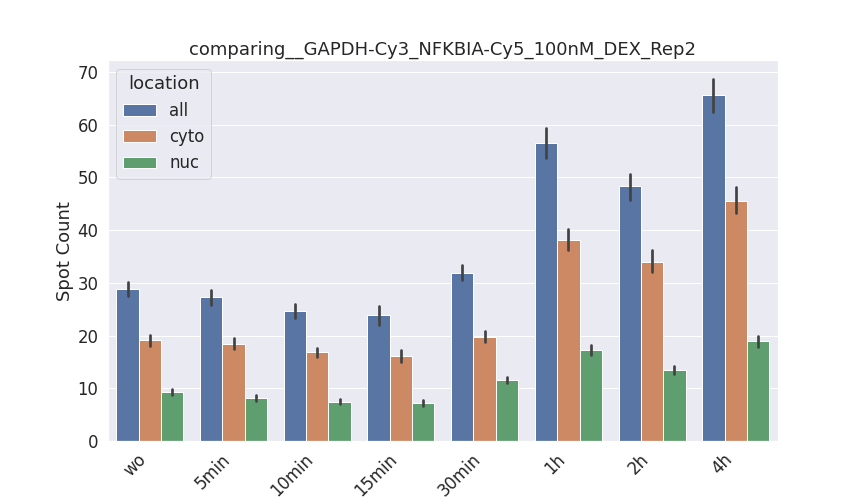 comparing__GAPDH-Cy3_NFKBIA-Cy5_100nM_DEX_Rep2
location
all
cyto
nuc
Spot Count
70
60
50
40
30
20
10
0
wo
5min
10min
15min
30min
1h
2h
4h